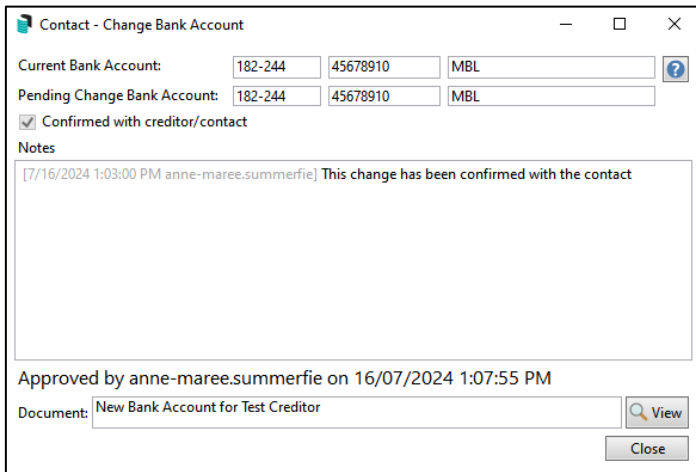 Contact - Change Bank Account
Current Bank Account: 182-244 45678910 MBL
Pending Change Bank Account: 182-244 45678910 MBL
Confirmed with creditor/contact
Notes
[7/16/2024 1:03:00 PM anne-maree.summerfie] This change has been confirmed with the contact
Approved by anne-maree.summerfie on 16/07/2024 1:07:55 PM
Document: New Bank Account for Test Creditor View
Close